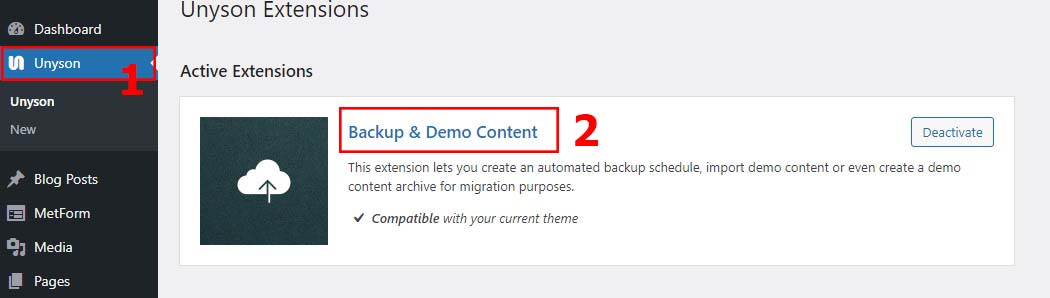 Unyson Extensions
Dashboard
Unyson
1
Unyson
New
Blog Posts
MetForm
Media
Pages
Active Extensions
Backup & Demo Content
2
Deactivate
This extension lets you create an automated backup schedule, import demo content or even create a demo
content archive for migration purposes.
Compatible with your current theme